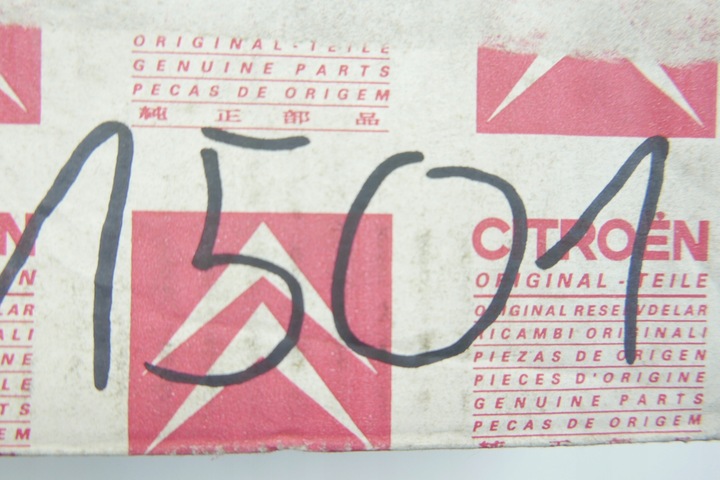 ORIGINAL-TEILE
GENUINE PARTS
PECAS DE ORIGEM
純正部品
1501
CITROËN
ORIGINAL-TEILE
ORIGINAL RESERVDELAR
RICAMBI ORIGINALI
PIEZAS DE ORIGEN
PIECES D'ORIGINE
GENUINE PARTS
PECAS DE ORIGEM